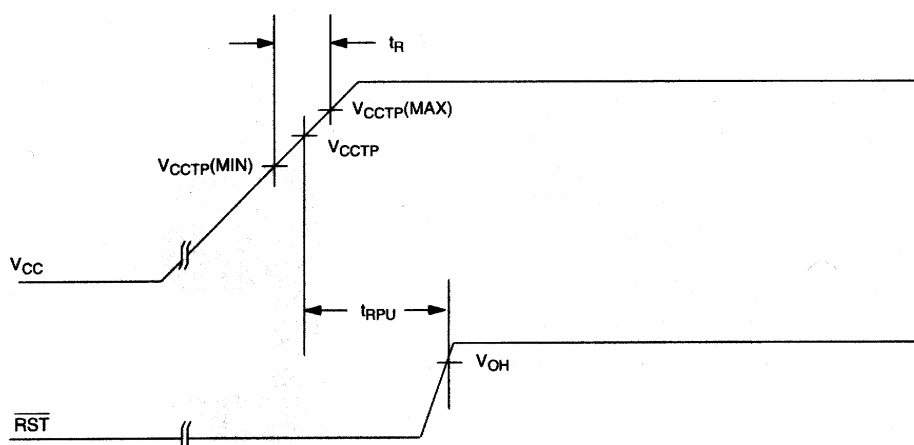 tR
VCCTP(MAX)
VCCTP
VCCTP(MIN)
VCC
tRPU
VOH
RST